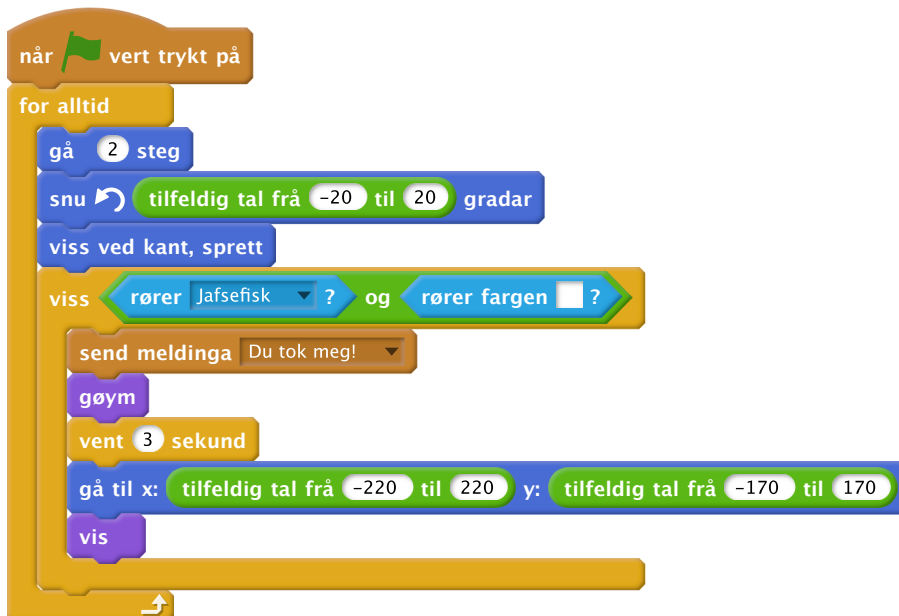 når vert trykt på
for alltid
gå 2 steg
snu tilfeldig tal frå -20 til 20 gradar
viss ved kant, sprett
viss rører Jafsefisk ? og rører fargen ?
send meldinga Du tok meg!
gøym
vent 3 sekund
gå til x: tilfeldig tal frå -220 til 220 y: tilfeldig tal frå -170 til 170
vis